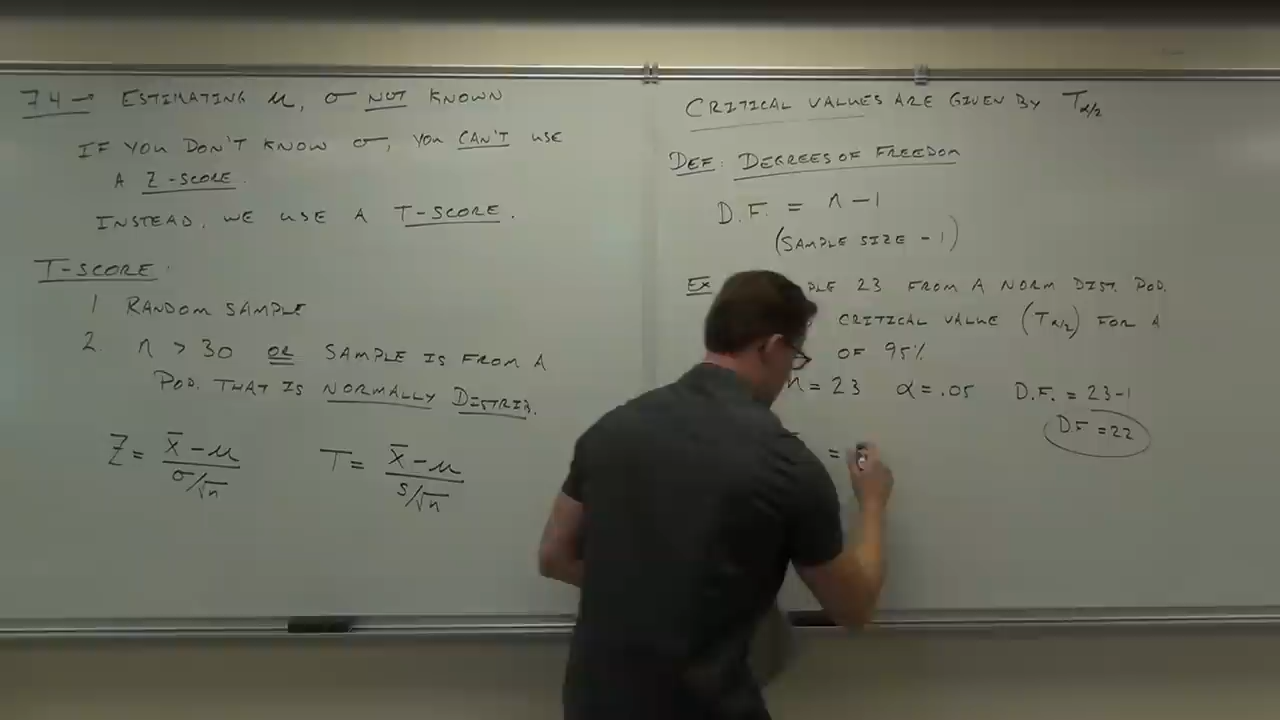 7.4 → ESTIMATING μ, σ NOT KNOWN
IF YOU DON'T KNOW σ, YOU CAN'T USE
A Z-SCORE.
INSTEAD, WE USE A T-SCORE.
T-SCORE:
1. RANDOM SAMPLE
2. n > 30 OR SAMPLE IS FROM A
POP. THAT IS NORMALLY DISTRIB.
Z = (x̄ - μ)/(σ/√n) T = (x̄ - μ)/(s/√n)
CRITICAL VALUES ARE GIVEN BY Tα/2
DEF: DEGREES OF FREEDOM
D.F. = n - 1
(SAMPLE SIZE - 1)
EX 23 FROM A NORM DIST. POP.
CRITICAL VALUE (Tα/2) FOR A
OF 95%
n = 23 α = .05 D.F. = 23-1
DF = 22
=